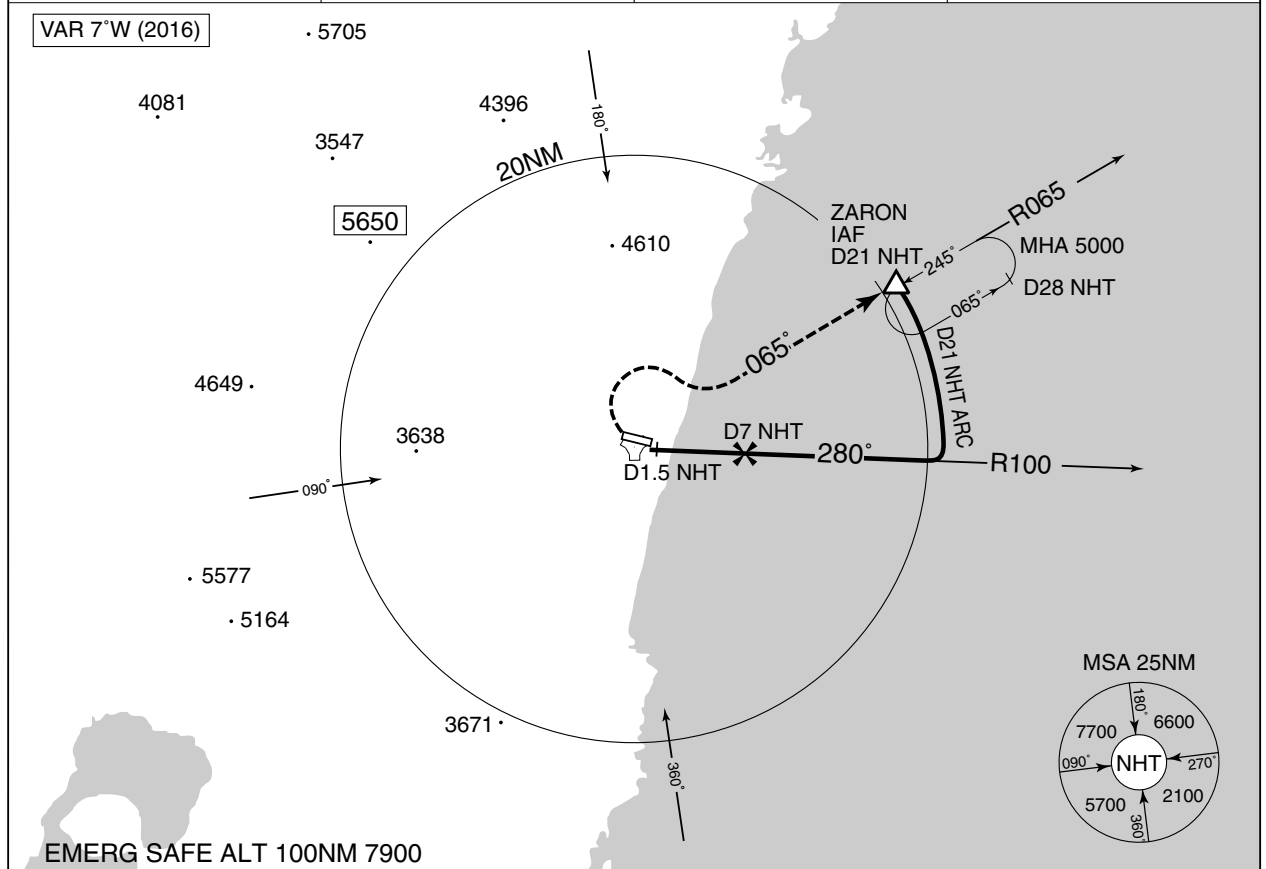 VAR 7°W (2016)
5705
4081
4396
3547
180°
20NM
5650
4610
ZARON
IAF
D21 NHT
R065
245°
MHA 5000
D28 NHT
065°
065°
D21 NHT ARC
4649
3638
D7 NHT
280°
R100
D1.5 NHT
090°
5577
5164
3671
360°
MSA 25NM
180°
7700
6600
090°
NHT
270°
5700
2100
360°
EMERG SAFE ALT 100NM 7900